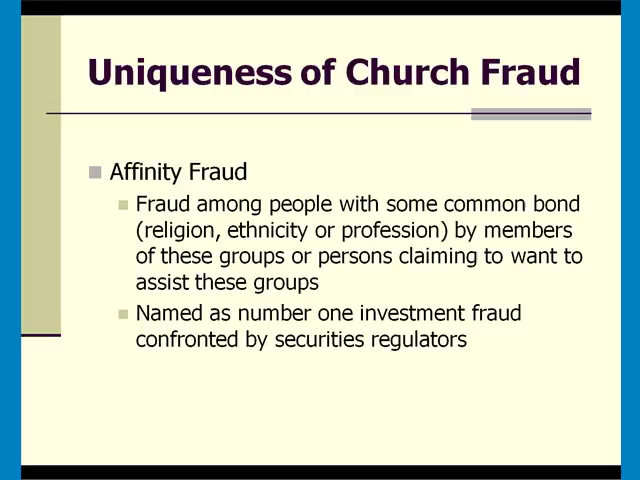 Uniqueness of Church Fraud
Affinity Fraud
Fraud among people with some common bond
(religion, ethnicity or profession) by members
of these groups or persons claiming to want to
assist these groups
Named as number one investment fraud
confronted by securities regulators